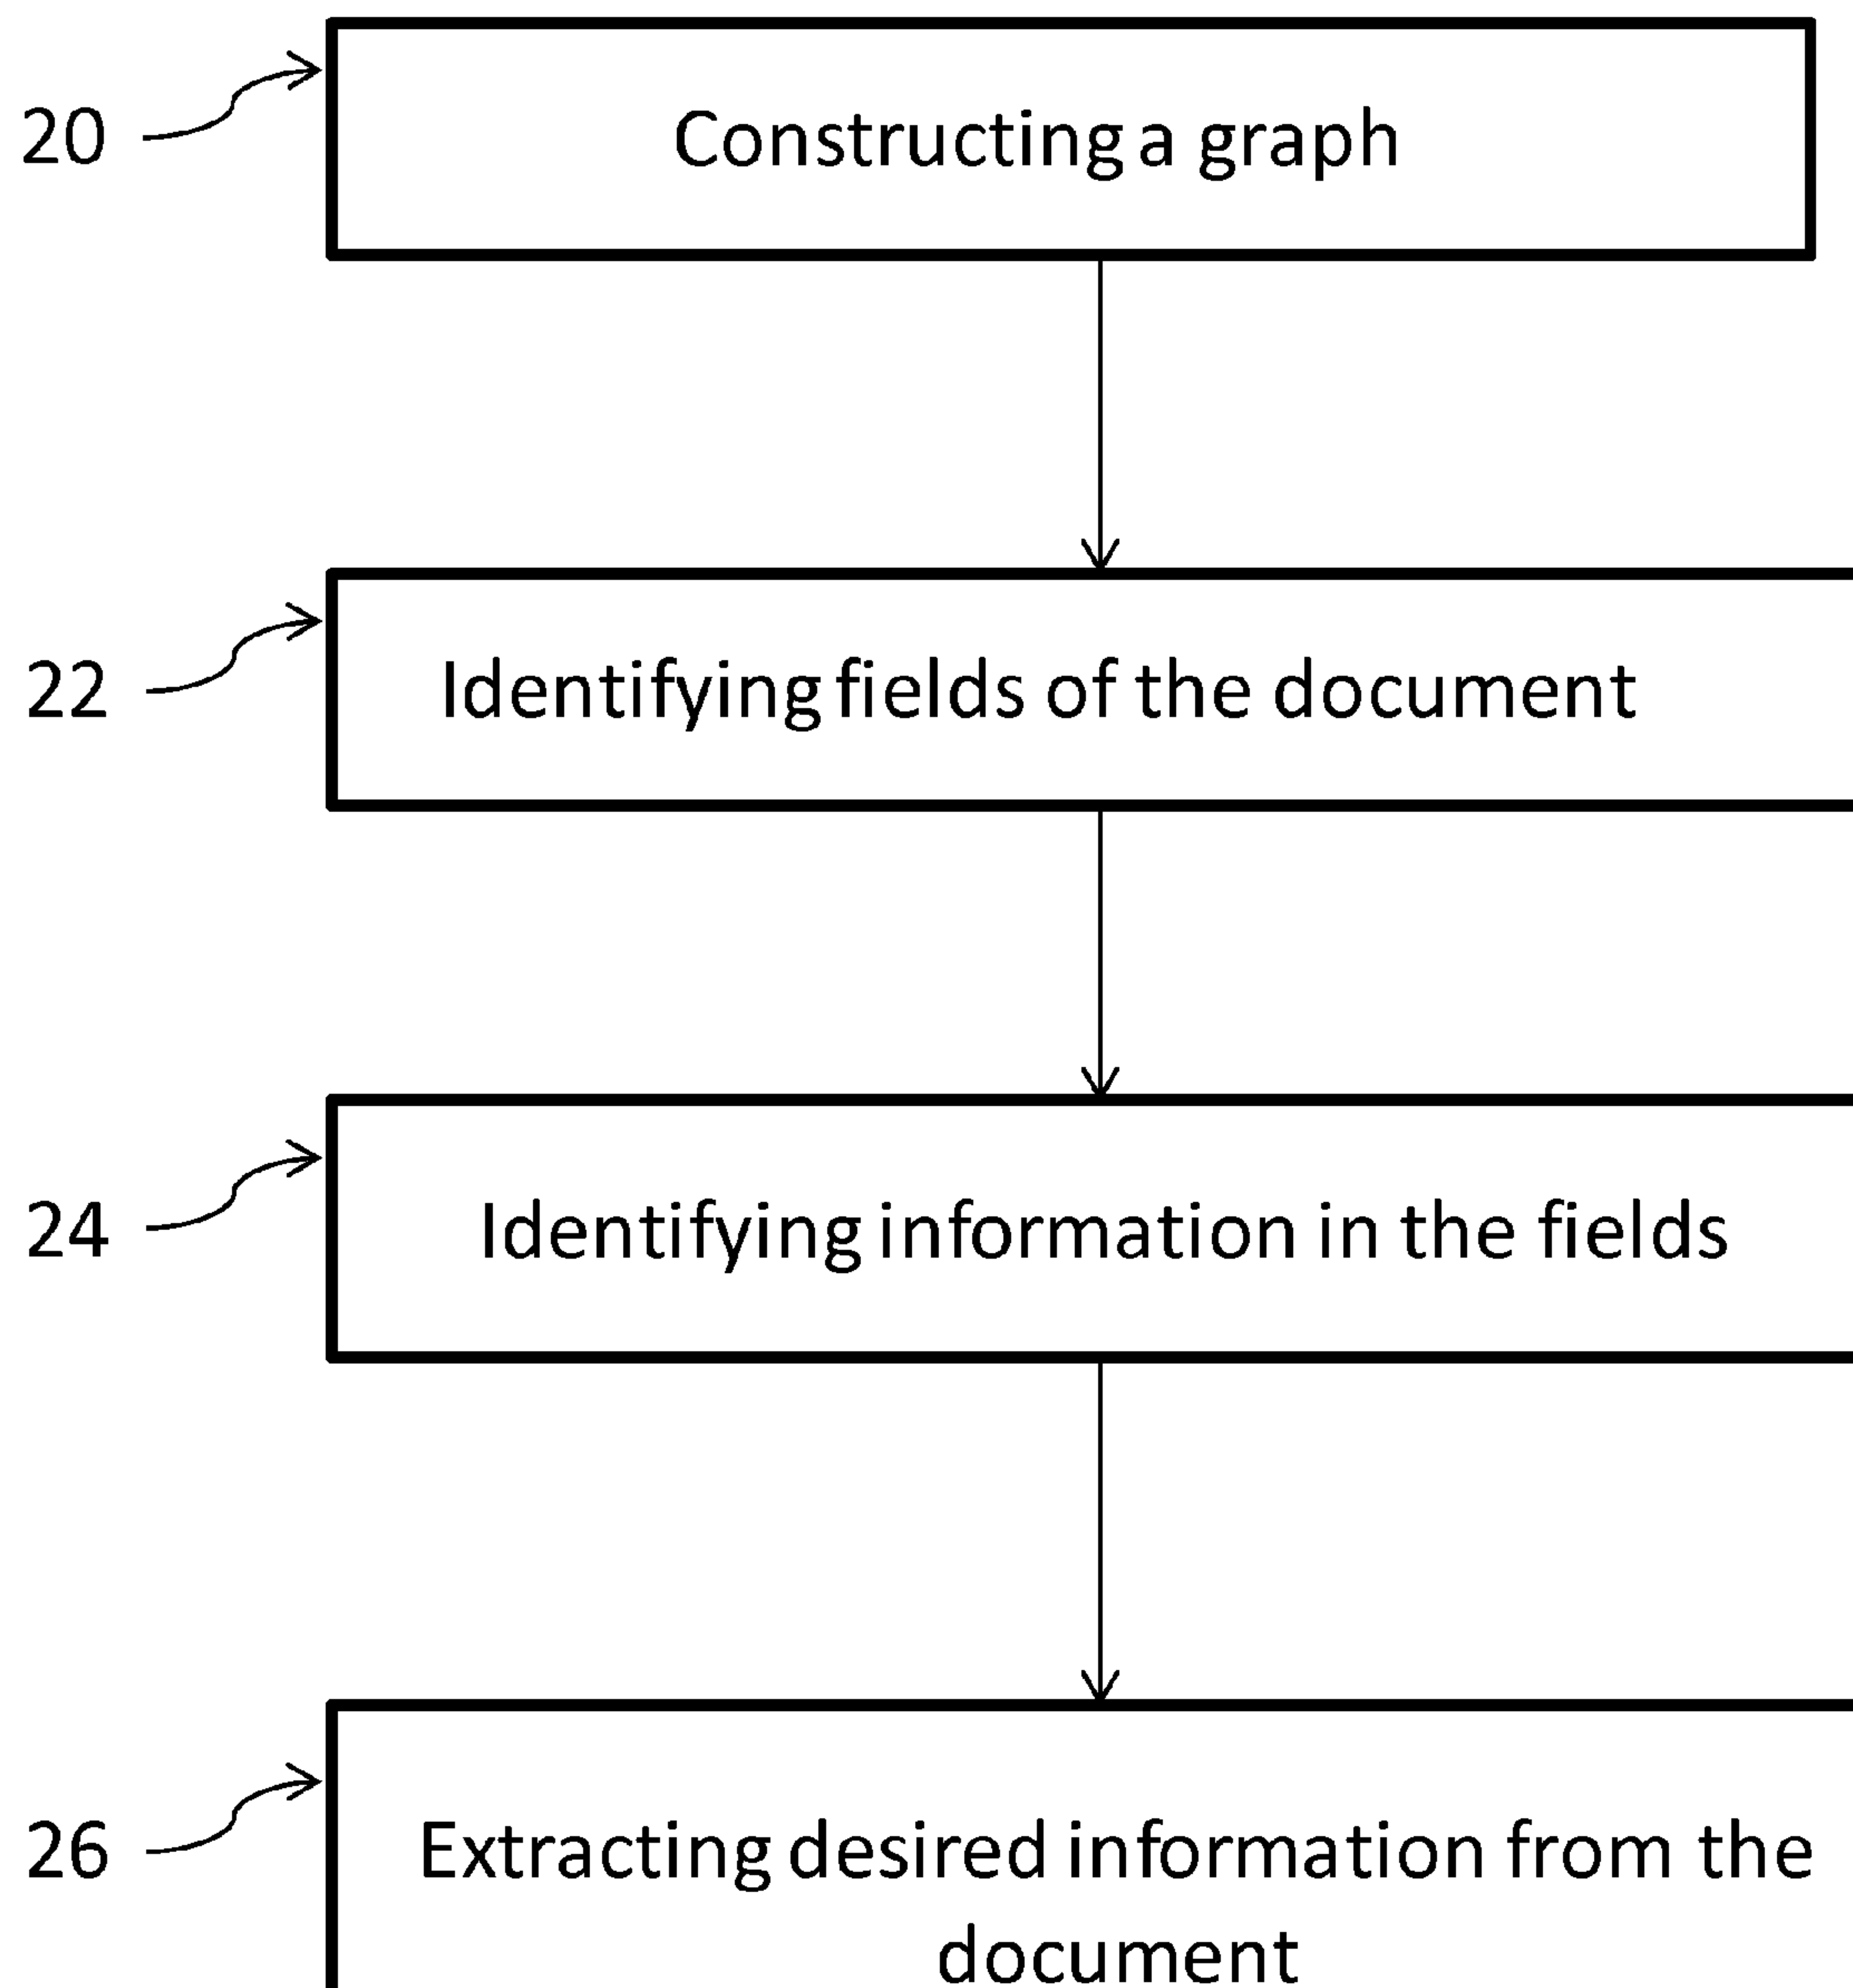 20
Constructing a graph
22
Identifying fields of the document
24
Identifying information in the fields
26
Extracting desired information from the
document